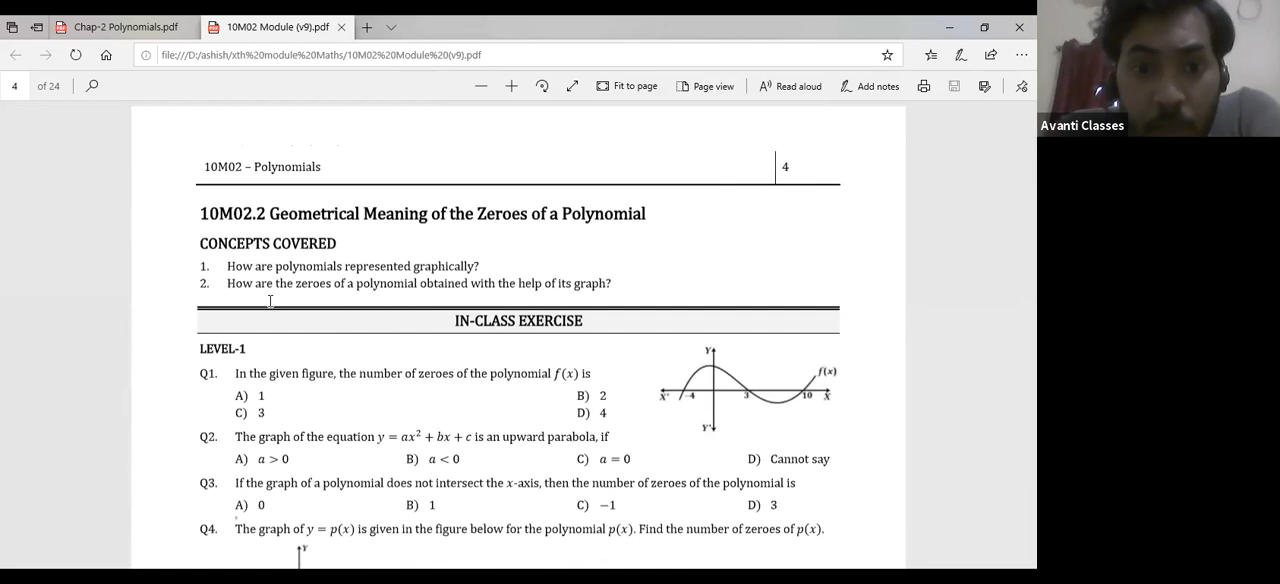 Chap-2 Polynomials.pdf
10M02 Module (v9).pdf
file:///D:/ashish/xth%20module%20Maths/10M02%20Module%20(v9).pdf
4 of 24
Fit to page
Page view
Read aloud
Add notes
Avanti Classes
10M02 – Polynomials 4
10M02.2 Geometrical Meaning of the Zeroes of a Polynomial
CONCEPTS COVERED
1. How are polynomials represented graphically?
2. How are the zeroes of a polynomial obtained with the help of its graph?
IN-CLASS EXERCISE
LEVEL-1
Q1. In the given figure, the number of zeroes of the polynomial f(x) is
A) 1 B) 2
C) 3 D) 4
Y
f(x)
X' -4 3 10 X
Y'
Q2. The graph of the equation y = ax² + bx + c is an upward parabola, if
A) a > 0 B) a < 0 C) a = 0 D) Cannot say
Q3. If the graph of a polynomial does not intersect the x-axis, then the number of zeroes of the polynomial is
A) 0 B) 1 C) −1 D) 3
Q4. The graph of y = p(x) is given in the figure below for the polynomial p(x). Find the number of zeroes of p(x).
Y